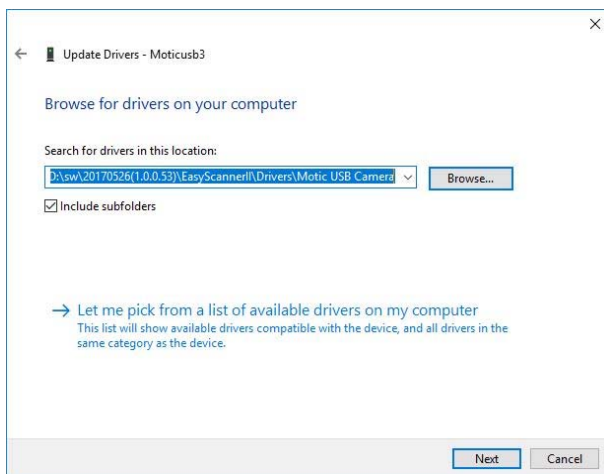 Update Drivers - Moticusb3
Browse for drivers on your computer
Search for drivers in this location:
D:\sw\20170526(1.0.0.53)\EasyScannerII\Drivers\Motic USB Camera
Browse...
Include subfolders
Let me pick from a list of available drivers on my computer
This list will show available drivers compatible with the device, and all drivers in the
same category as the device.
Next Cancel